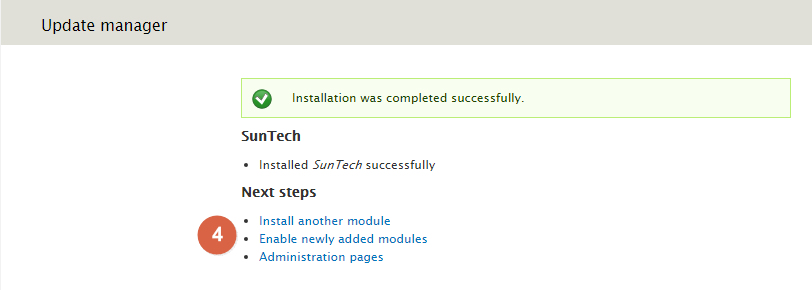 Update manager
Installation was completed successfully.
SunTech
Installed SunTech successfully
Next steps
Install another module
4
Enable newly added modules
Administration pages